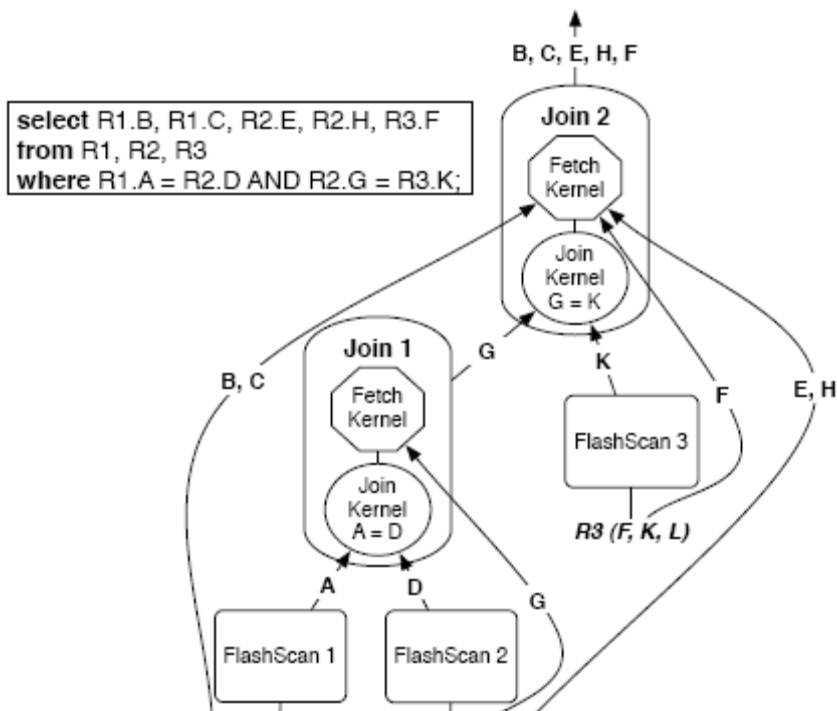 B, C, E, H, F
select R1.B, R1.C, R2.E, R2.H, R3.F
from R1, R2, R3
where R1.A = R2.D AND R2.G = R3.K;
Join 2
Fetch
Kernel
Join
Kernel
G = K
Join 1
G
K
B, C
Fetch
Kernel
F
E, H
FlashScan 3
Join
Kernel
A = D
R3 (F, K, L)
A
D
G
FlashScan 1
FlashScan 2